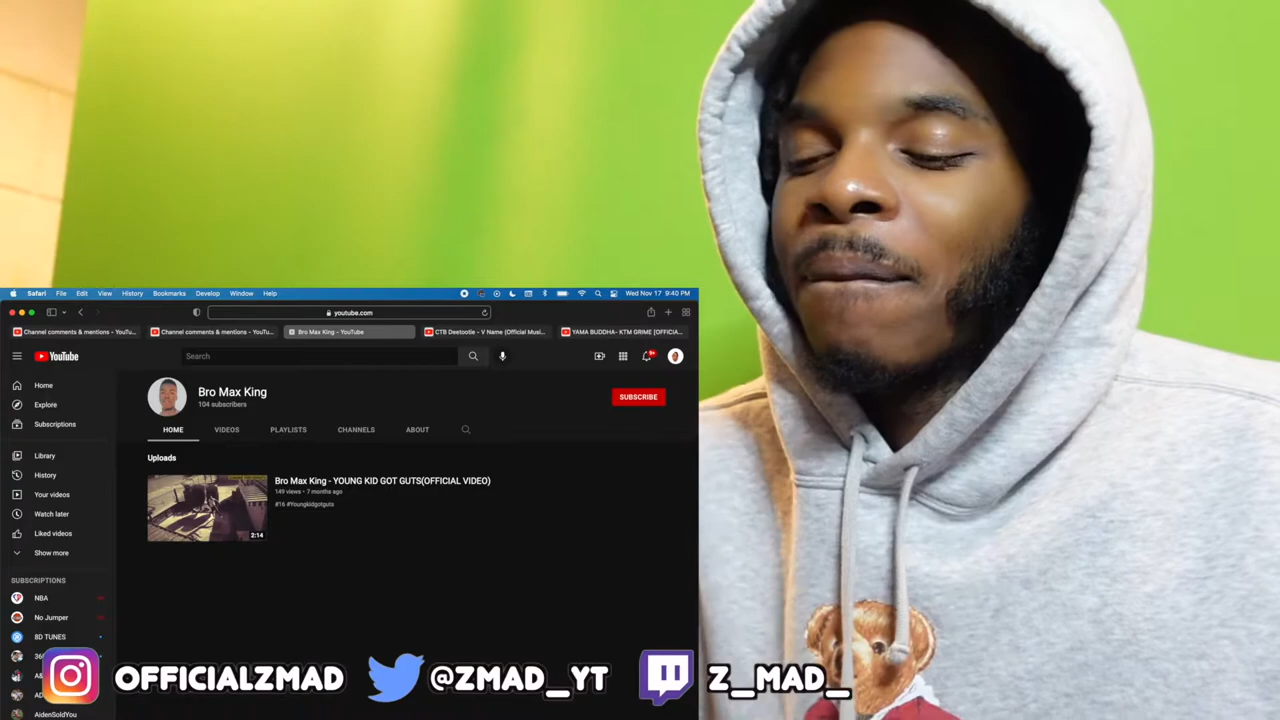 Safari File Edit View History Bookmarks Develop Window Help Wed Nov 17 9:40 PM
youtube.com
Channel comments & mentions - YouTu... Channel comments & mentions - YouTu... Bro Max King - YouTube CTB Deetootle - V Name (Official Musi... YAMA BUDDHA- KTM GRIME [OFFICIA...
YouTube Search 9+
Home
Explore
Subscriptions
Library
History
Your videos
Watch later
Liked videos
Show more
SUBSCRIPTIONS
NBA
No Jumper
8D TUNES
AidenSoldYou
Bro Max King
104 subscribers
SUBSCRIBE
HOME VIDEOS PLAYLISTS CHANNELS ABOUT
Uploads
Bro Max King - YOUNG KID GOT GUTS(OFFICIAL VIDEO)
149 views • 7 months ago
#16 #Youngkidgotguts
2:14
OFFICIALZMAD @ZMAD_YT Z_MAD_